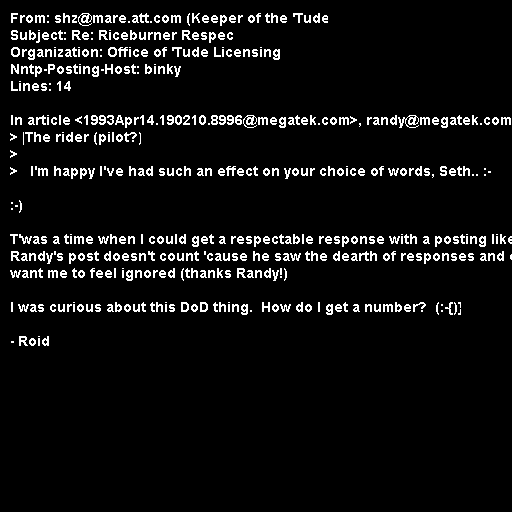 From: shz@mare.att.com (Keeper of the 'Tude
Subject: Re: Riceburner Respec
Organization: Office of 'Tude Licensing
Nntp-Posting-Host: binky
Lines: 14
In article <1993Apr14.190210.8996@megatek.com>, randy@megatek.com
> |The rider (pilot?)
>
>   I'm happy I've had such an effect on your choice of words, Seth.. :-
:-)
T'was a time when I could get a respectable response with a posting like
Randy's post doesn't count 'cause he saw the dearth of responses and
want me to feel ignored (thanks Randy!)
I was curious about this DoD thing.  How do I get a number?  (:-{)}
- Roid